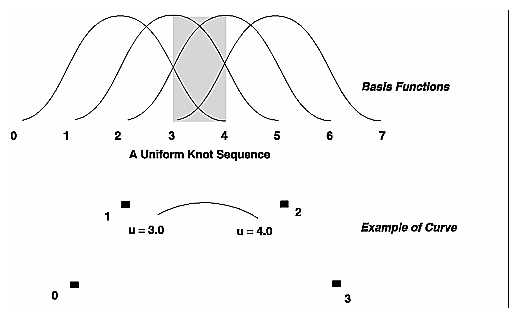 Basis Functions
0 1 2 3 4 5 6 7
A Uniform Knot Sequence
1 2
u = 3.0 u = 4.0
Example of Curve
0 3